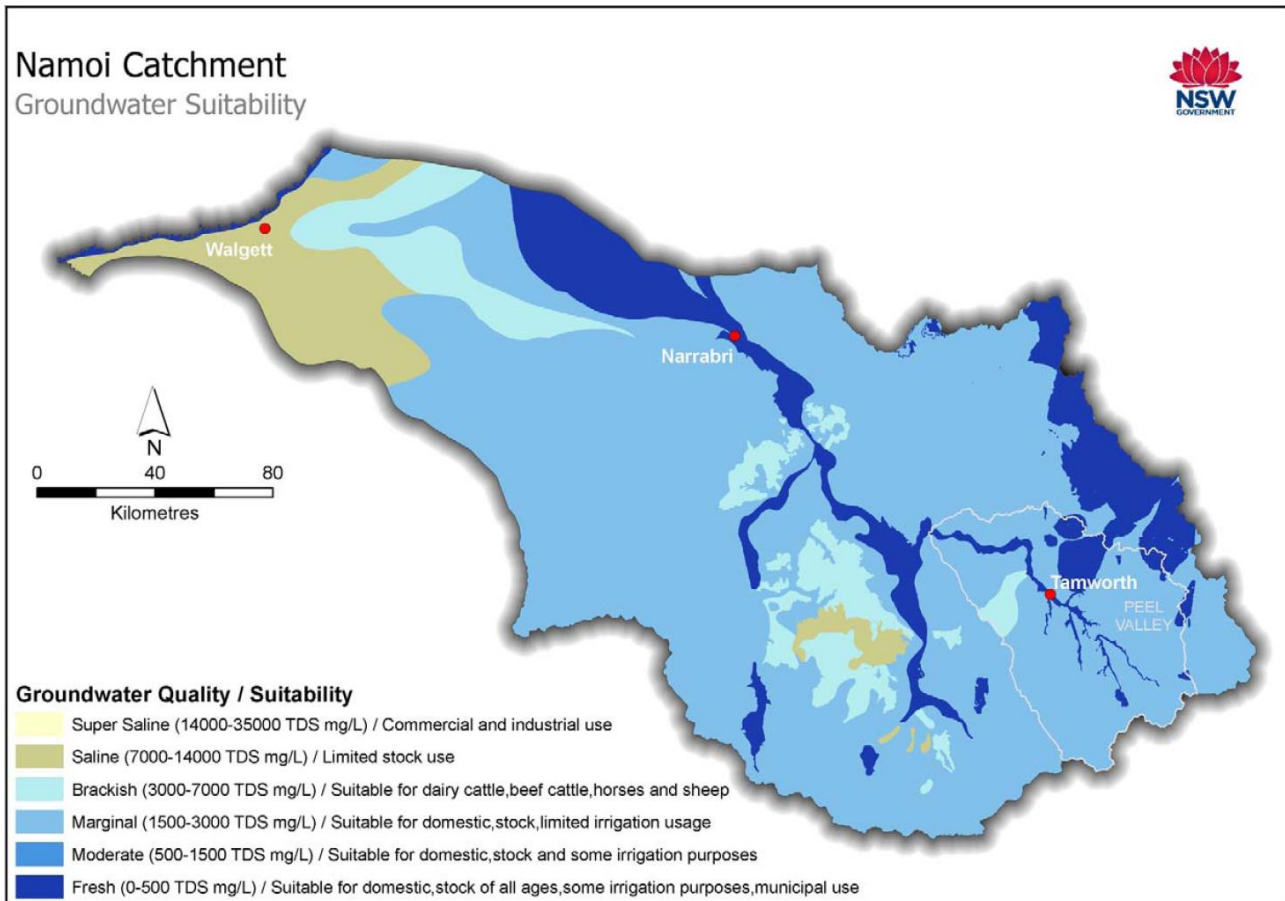 Namoi Catchment
Groundwater Suitability
NSW
GOVERNMENT
Walgett
Narrabri
Tamworth
PEEL
VALLEY
N
0 40 80
Kilometres
Groundwater Quality / Suitability
Super Saline (14000-35000 TDS mg/L) / Commercial and industrial use
Saline (7000-14000 TDS mg/L) / Limited stock use
Brackish (3000-7000 TDS mg/L) / Suitable for dairy cattle,beef cattle,horses and sheep
Marginal (1500-3000 TDS mg/L) / Suitable for domestic,stock,limited irrigation usage
Moderate (500-1500 TDS mg/L) / Suitable for domestic,stock and some irrigation purposes
Fresh (0-500 TDS mg/L) / Suitable for domestic,stock of all ages,some irrigation purposes,municipal use